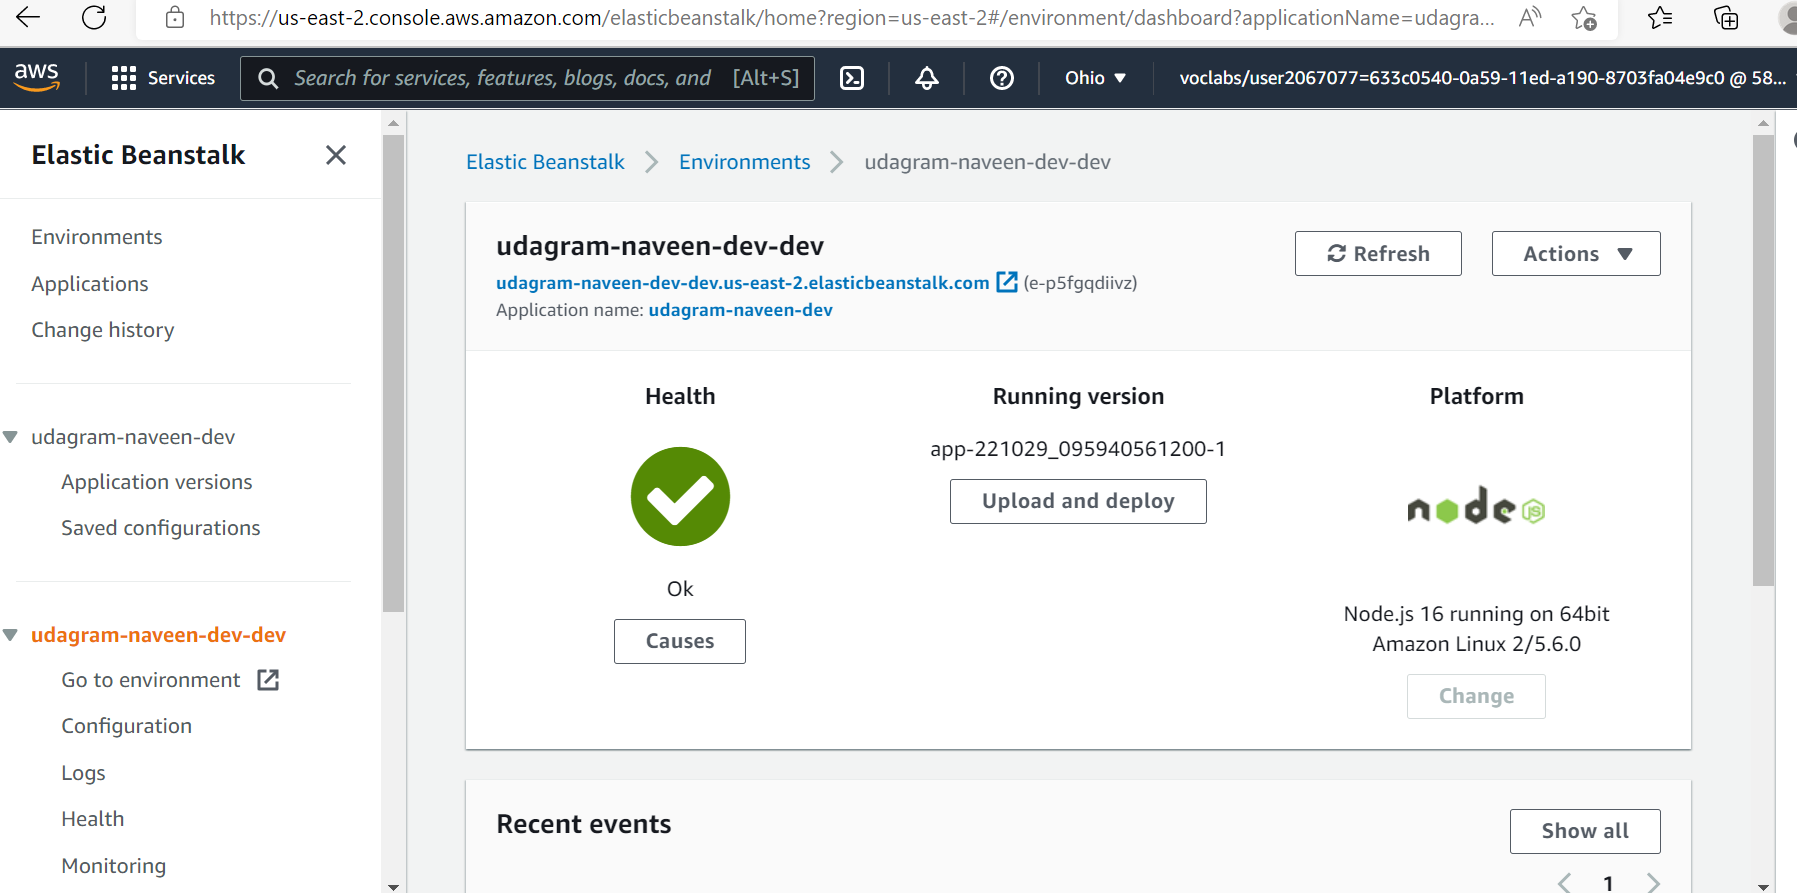 https://us-east-2.console.aws.amazon.com/elasticbeanstalk/home?region=us-east-2#/environment/dashboard?applicationName=udagra...
aws
Services
Search for services, features, blogs, docs, and [Alt+S]
Ohio
voclabs/user2067077=633c0540-0a59-11ed-a190-8703fa04e9c0 @ 58...
Elastic Beanstalk
Environments
Applications
Change history
udagram-naveen-dev
Application versions
Saved configurations
udagram-naveen-dev-dev
Go to environment
Configuration
Logs
Health
Monitoring
Elastic Beanstalk
Environments
udagram-naveen-dev-dev
udagram-naveen-dev-dev
udagram-naveen-dev-dev.us-east-2.elasticbeanstalk.com (e-p5fgqdiivz)
Application name: udagram-naveen-dev
Refresh
Actions
Health
Ok
Causes
Running version
app-221029_095940561200-1
Upload and deploy
Platform
node JS
Node.js 16 running on 64bit
Amazon Linux 2/5.6.0
Change
Recent events
Show all
1